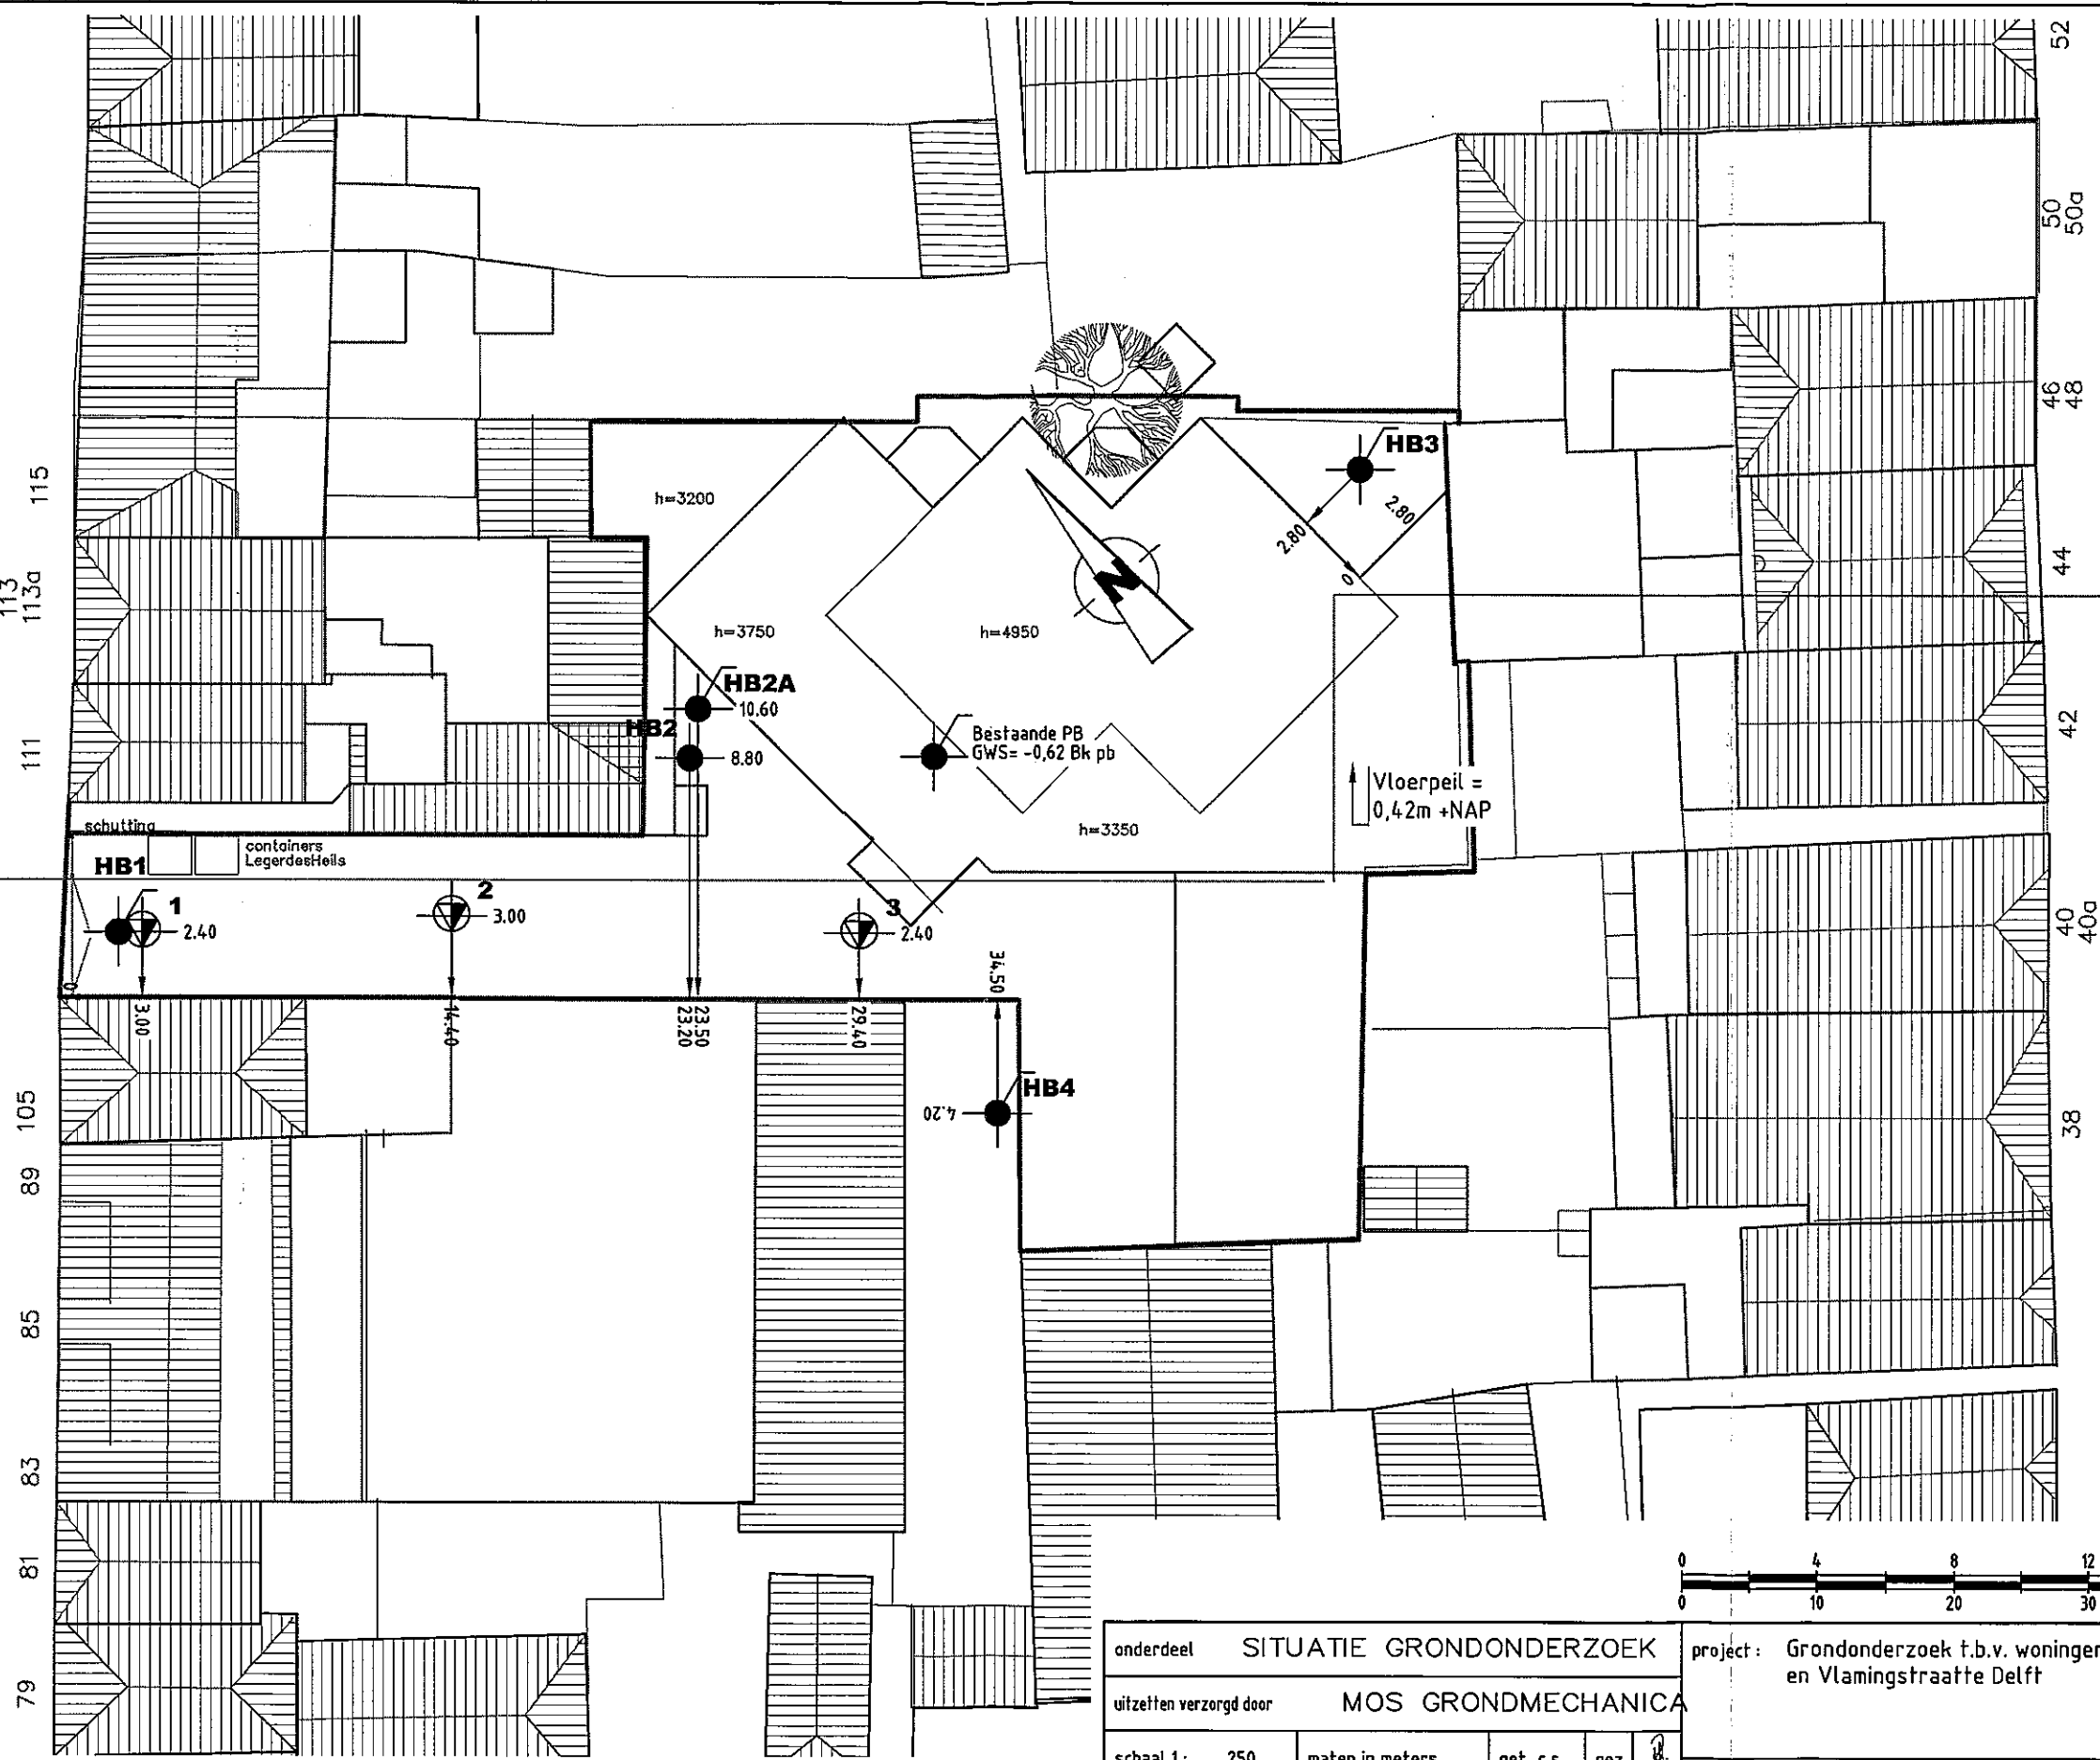 52
50
50a
46
48
HB3
115
h=3200
2.80
2.80
0
44
113
113a
N
h=3750
h=4950
HB2A
10.60
42
HB2
8.80
Bestaande PB
GWS= -0,62 Bk pb
111
Vloerpeil =
0,42m +NAP
schutting
h=3350
containers
LegerdesHeils
HB1
1
2.40
2
3.00
3
2.40
40
40a
34.50
0
3.00
14.40
23.50
23.20
29.40
HB4
4.20
105
38
89
85
83
81
79
0 4 8 12
0 10 20 30
onderdeel SITUATIE GRONDONDERZOEK
project : Grondonderzoek t.b.v. woningen
en Vlamingstraatte Delft
uitzetten verzorgd door MOS GRONDMECHANICA
schaal 1 : 250 maten in meters get. c.s. gez.